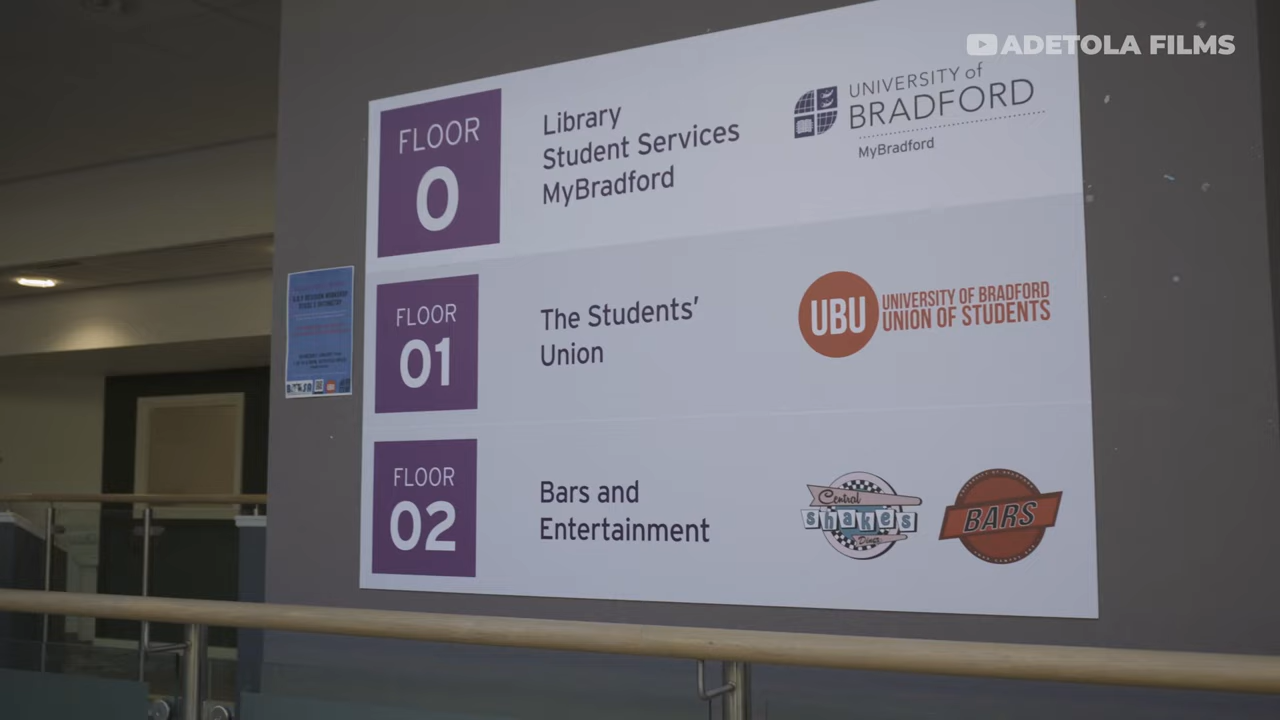 ADETOLA FILMS
FLOOR
0
Library
Student Services
MyBradford
UNIVERSITY of
BRADFORD
MyBradford
FLOOR
01
The Students'
Union
UBU
UNIVERSITY OF BRADFORD
UNION OF STUDENTS
FLOOR
02
Bars and
Entertainment
Central
shakes
Diner
BARS